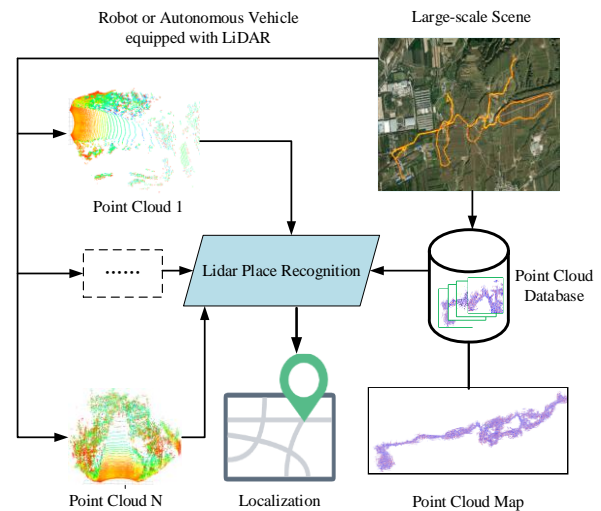 Robot or Autonomous Vehicle
equipped with LiDAR
Large-scale Scene
Point Cloud 1
......
Lidar Place Recognition
Point Cloud
Database
Point Cloud N
Localization
Point Cloud Map